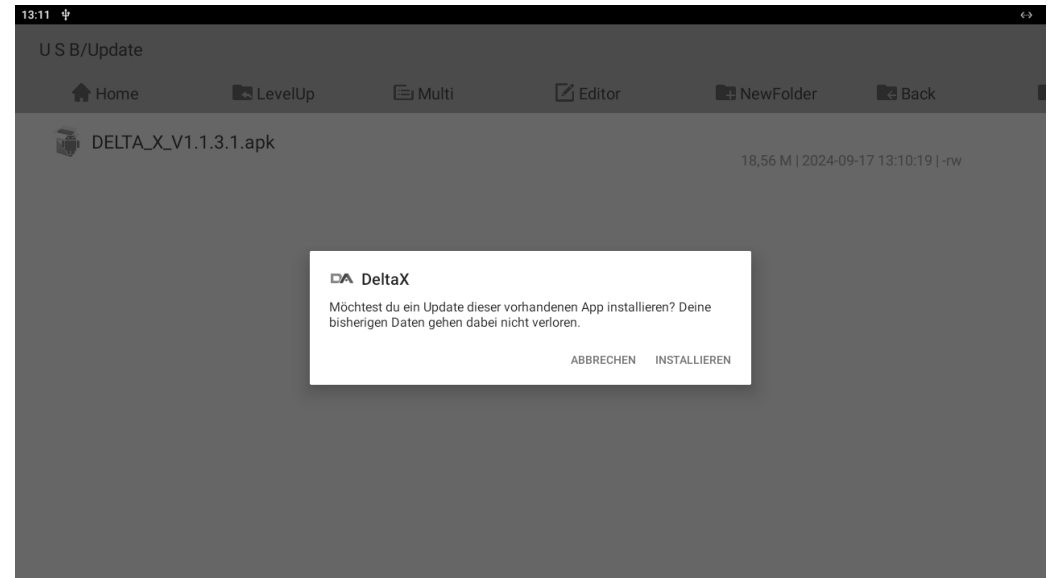 13:11
U S B/Update
Home LevelUp Multi Editor NewFolder Back
DELTA_X_V1.1.3.1.apk
18,56 M | 2024-09-17 13:10:19 | -rw
DA DeltaX
Möchtest du ein Update dieser vorhandenen App installieren? Deine
bisherigen Daten gehen dabei nicht verloren.
ABBRECHEN INSTALLIEREN